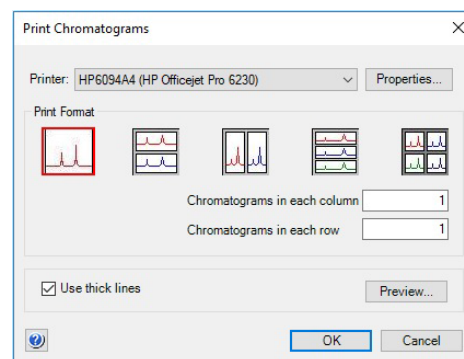 Print Chromatograms
Printer: HP6094A4 (HP Officejet Pro 6230) Properties...
Print Format
Chromatograms in each column 1
Chromatograms in each row 1
Use thick lines Preview...
OK Cancel